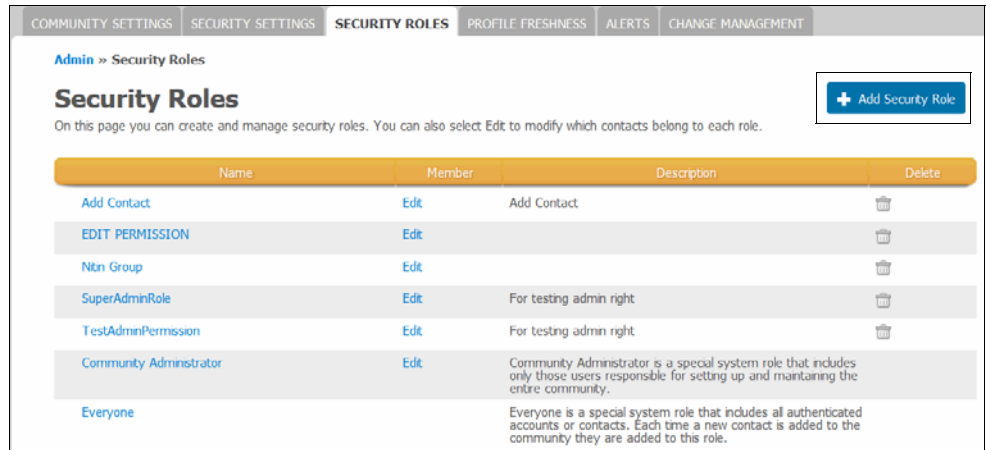 COMMUNITY SETTINGS SECURITY SETTINGS SECURITY ROLES PROFILE FRESHNESS ALERTS CHANGE MANAGEMENT
Admin » Security Roles
Security Roles
Add Security Role
On this page you can create and manage security roles. You can also select Edit to modify which contacts belong to each role.
Name Member Description Delete
Add Contact Edit Add Contact
EDIT PERMISSION Edit
Nitin Group Edit
SuperAdminRole Edit For testing admin right
TestAdminPermission Edit For testing admin right
Community Administrator Edit Community Administrator is a special system role that includes
only those users responsible for setting up and maintaining the
entire community.
Everyone Everyone is a special system role that includes all authenticated
accounts or contacts. Each time a new contact is added to the
community they are added to this role.